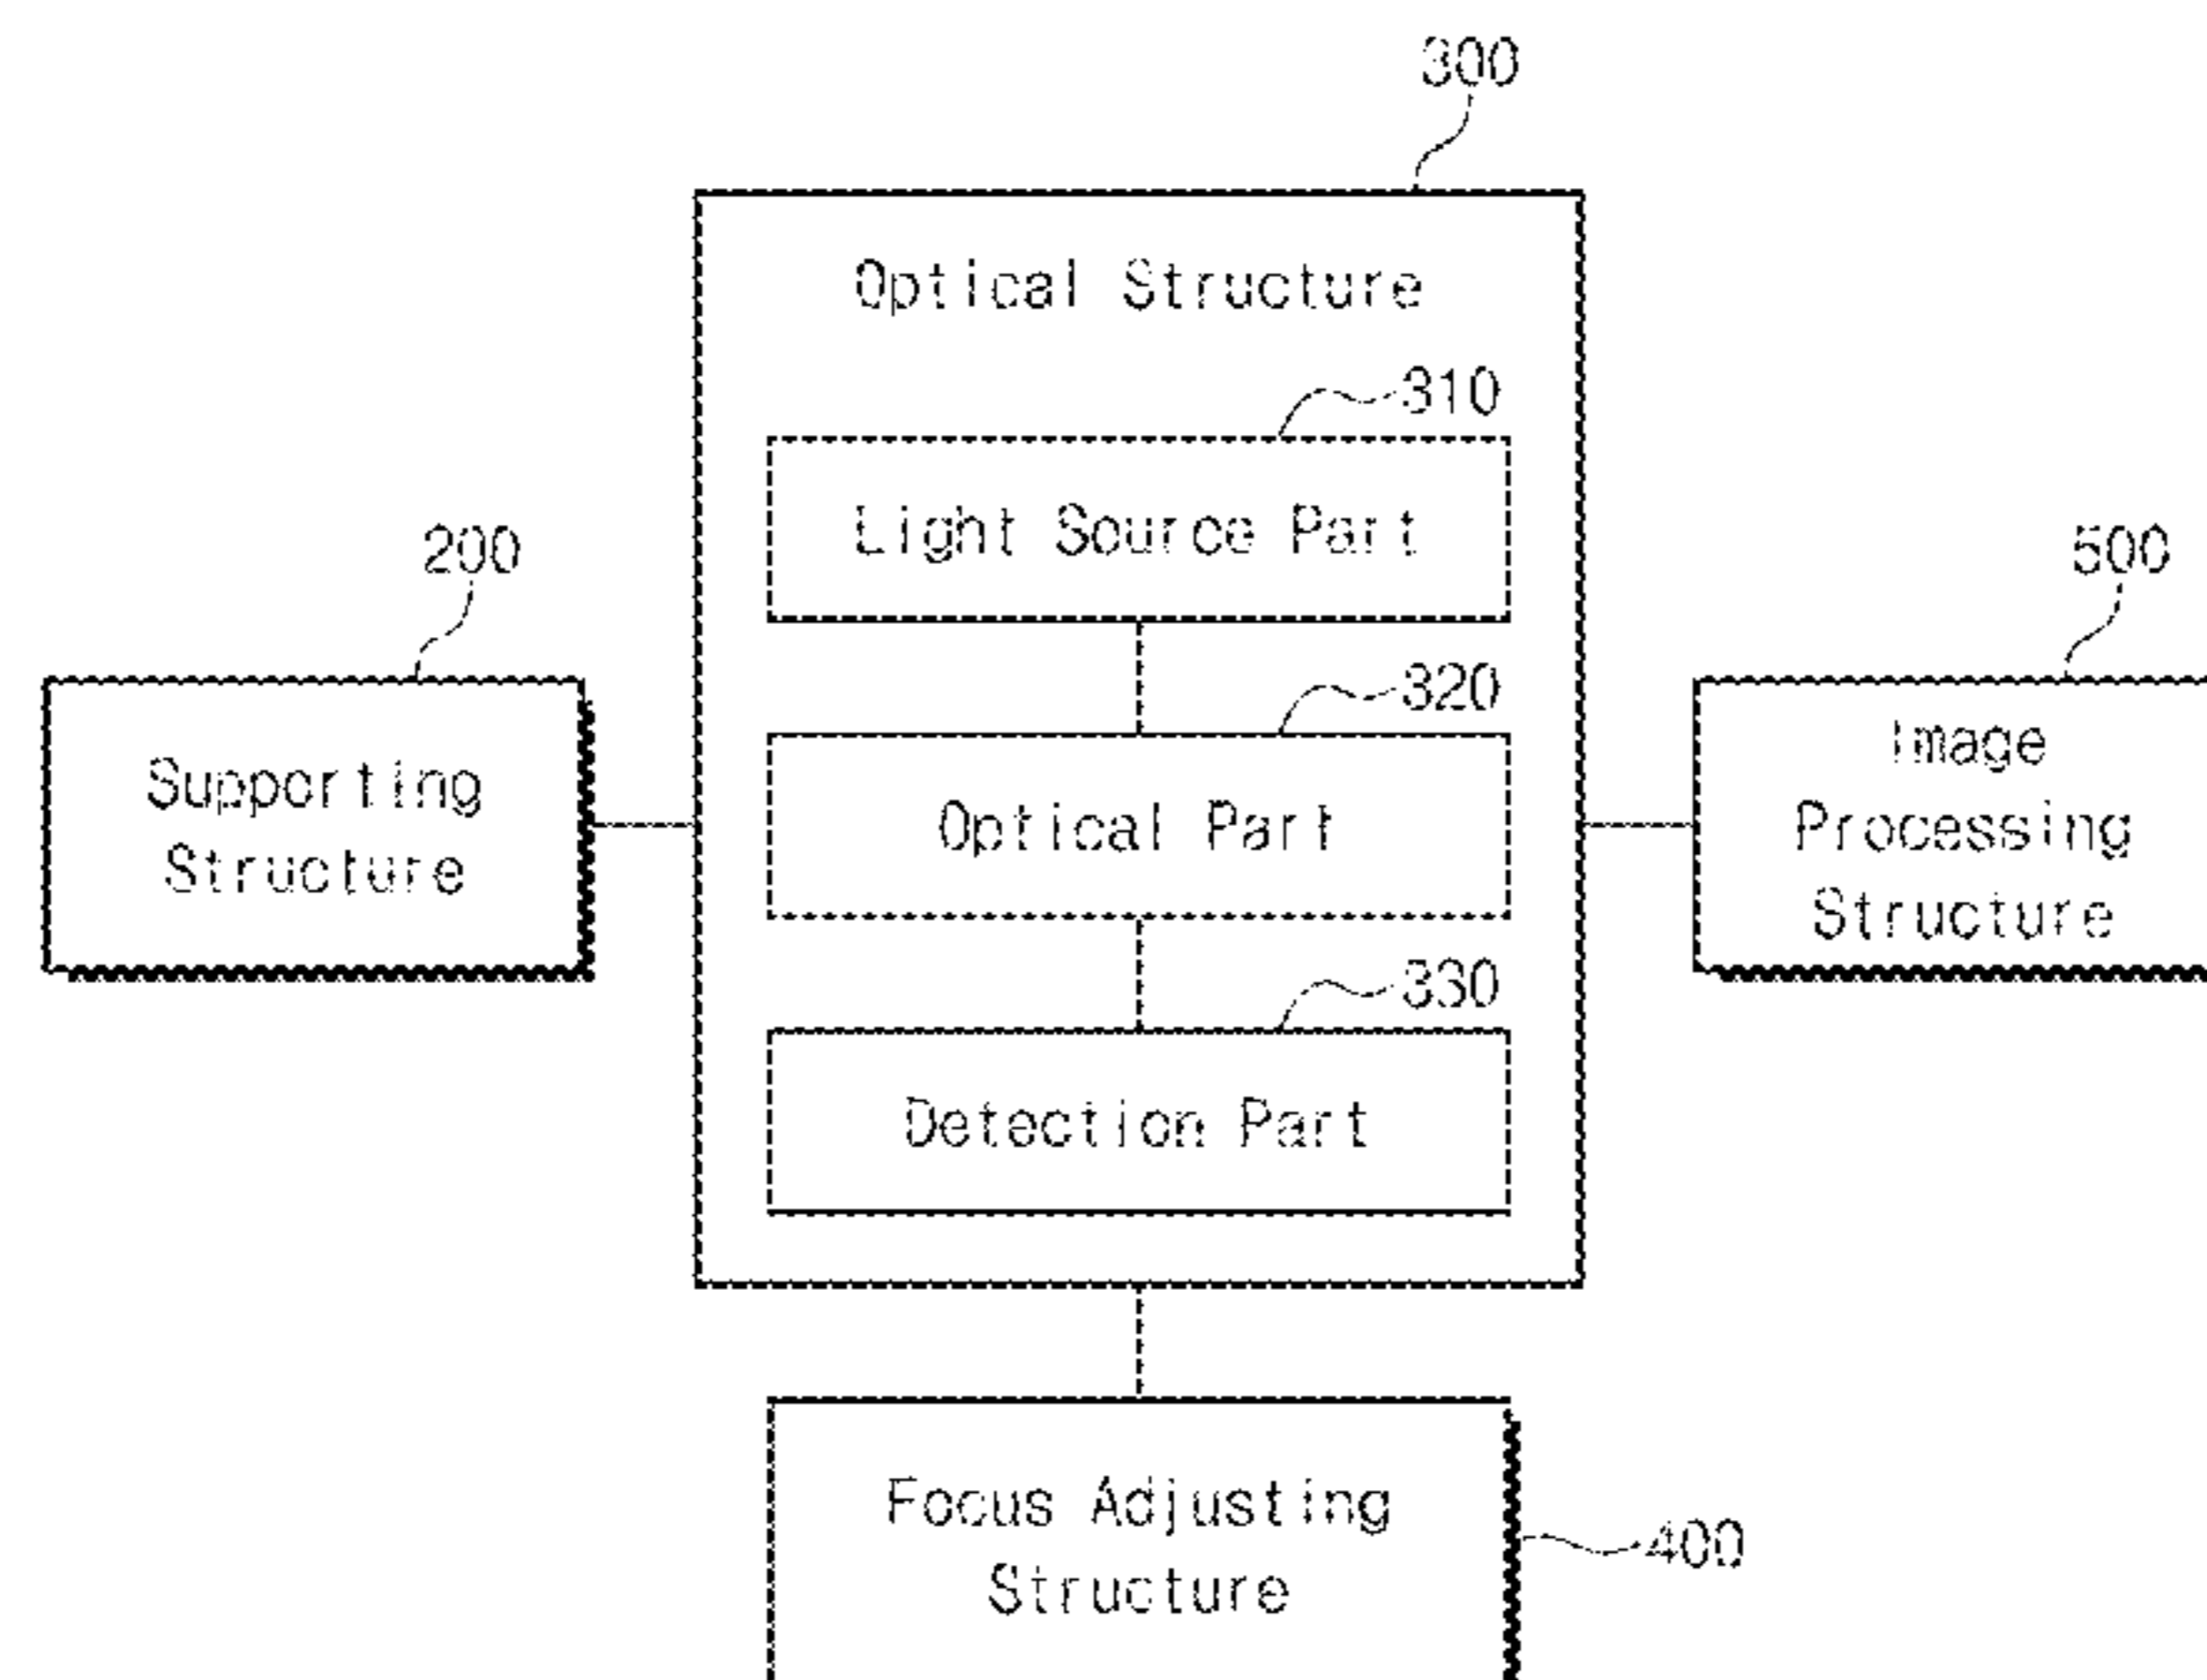 300
Optical Structure
310
Light Source Part
200
500
320
Supporting
Structure
Optical Part
Image
Processing
Structure
330
Detection Part
Focus Adjusting
Structure
400